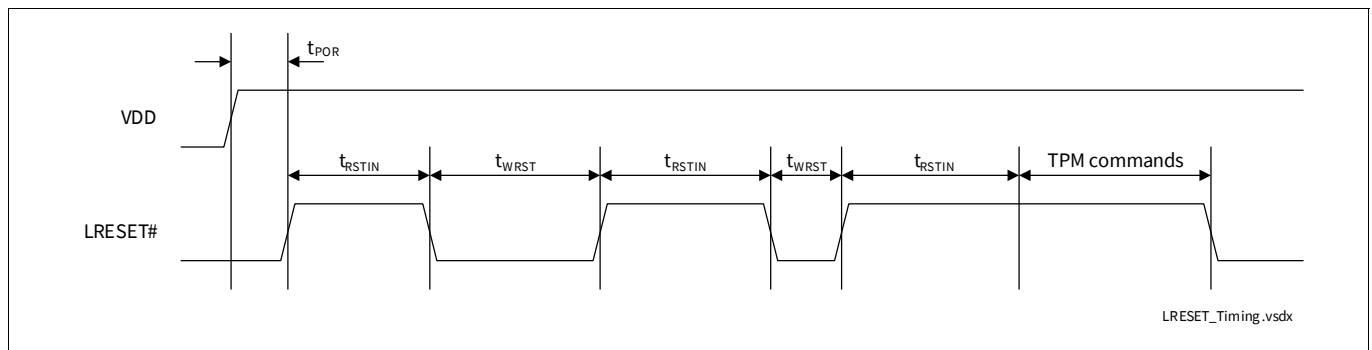 tPOR
VDD
tRSTIN tWRST tRSTIN tWRST tRSTIN TPM commands
LRESET#
LRESET_Timing.vsdx